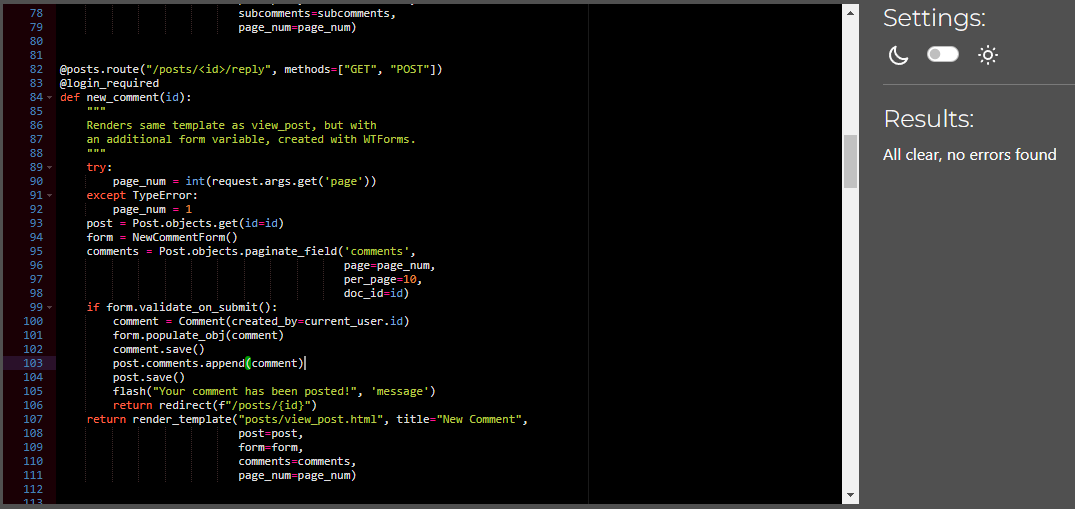 78 subcomments=subcomments,
79 page_num=page_num)
80
81
82 @posts.route("/posts/<id>/reply", methods=["GET", "POST"])
83 @login_required
84 def new_comment(id):
85     """
86     Renders same template as view_post, but with
87     an additional form variable, created with WTForms.
88     """
89     try:
90         page_num = int(request.args.get('page'))
91     except TypeError:
92         page_num = 1
93     post = Post.objects.get(id=id)
94     form = NewCommentForm()
95     comments = Post.objects.paginate_field('comments',
96                                            page=page_num,
97                                            per_page=10,
98                                            doc_id=id)
99     if form.validate_on_submit():
100         comment = Comment(created_by=current_user.id)
101         form.populate_obj(comment)
102         comment.save()
103         post.comments.append(comment)
104         post.save()
105         flash("Your comment has been posted!", 'message')
106         return redirect(f"/posts/{id}")
107     return render_template("posts/view_post.html", title="New Comment",
108                            post=post,
109                            form=form,
110                            comments=comments,
111                            page_num=page_num)
112
113
Settings:
Results:
All clear, no errors found